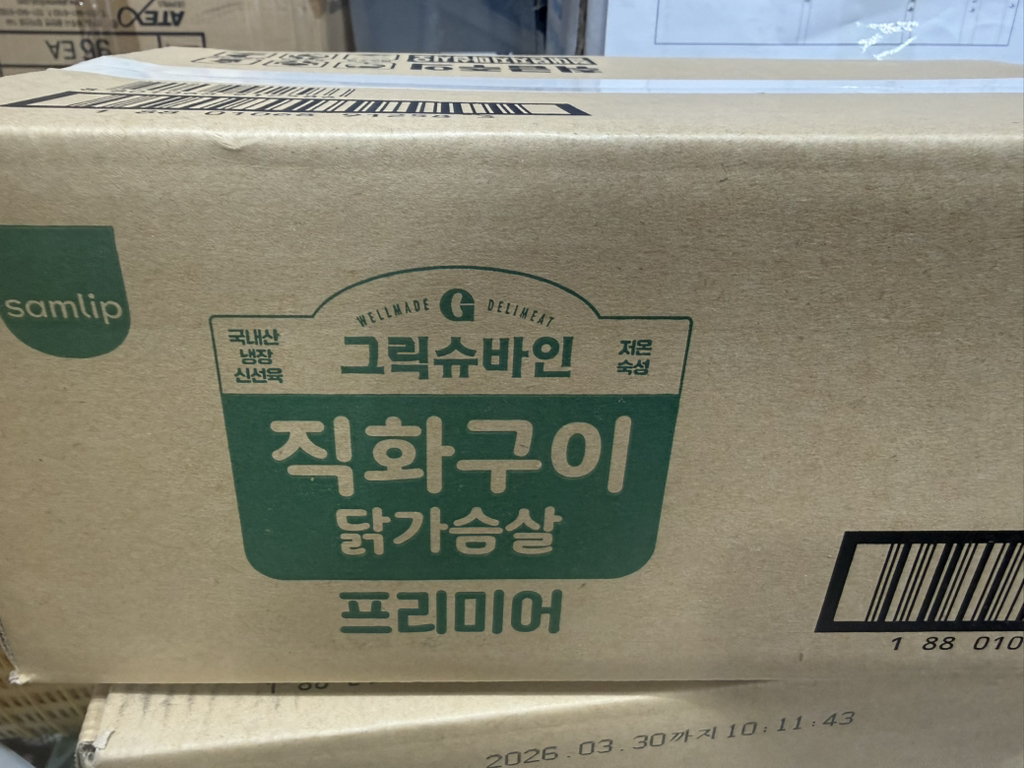 ATEX
96 EA
samlip
WELLMADE G DELIMEAT
국내산
냉장
신선육
그릭슈바인
저온
숙성
직화구이
닭가슴살
프리미어
1 88 010
2026.03.30까지 10:11:43